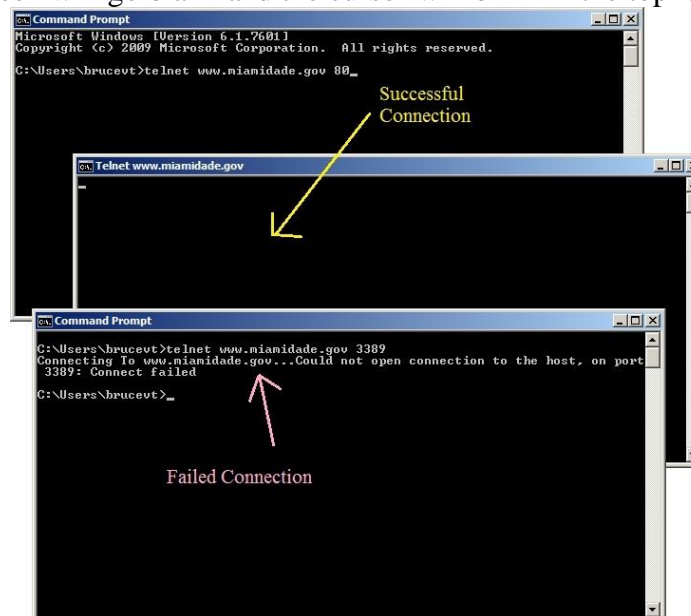 Command Prompt
Microsoft Windows [Version 6.1.7601]
Copyright (c) 2009 Microsoft Corporation. All rights reserved.
C:\Users\brucevt>telnet www.miamidade.gov 80_
Successful
Connection
Telnet www.miamidade.gov
Command Prompt
C:\Users\brucevt>telnet www.miamidade.gov 3389
Connecting To www.miamidade.gov...Could not open connection to the host, on port
3389: Connect failed
C:\Users\brucevt>_
Failed Connection